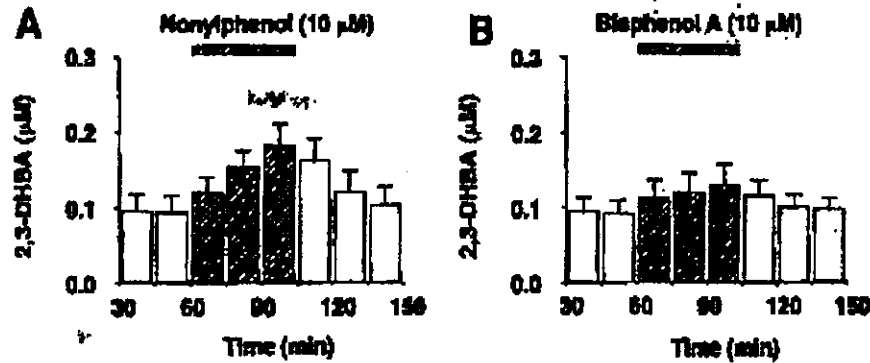 A
Nonylphenol (10 μM)
0.3
0.2
0.1
0.0
2,3-DHBA (μM)
30 60 90 120 150
Time (min)
B
Bisphenol A (10 μM)
0.3
0.2
0.1
0.0
2,3-DHBA (μM)
30 60 90 120 150
Time (min)